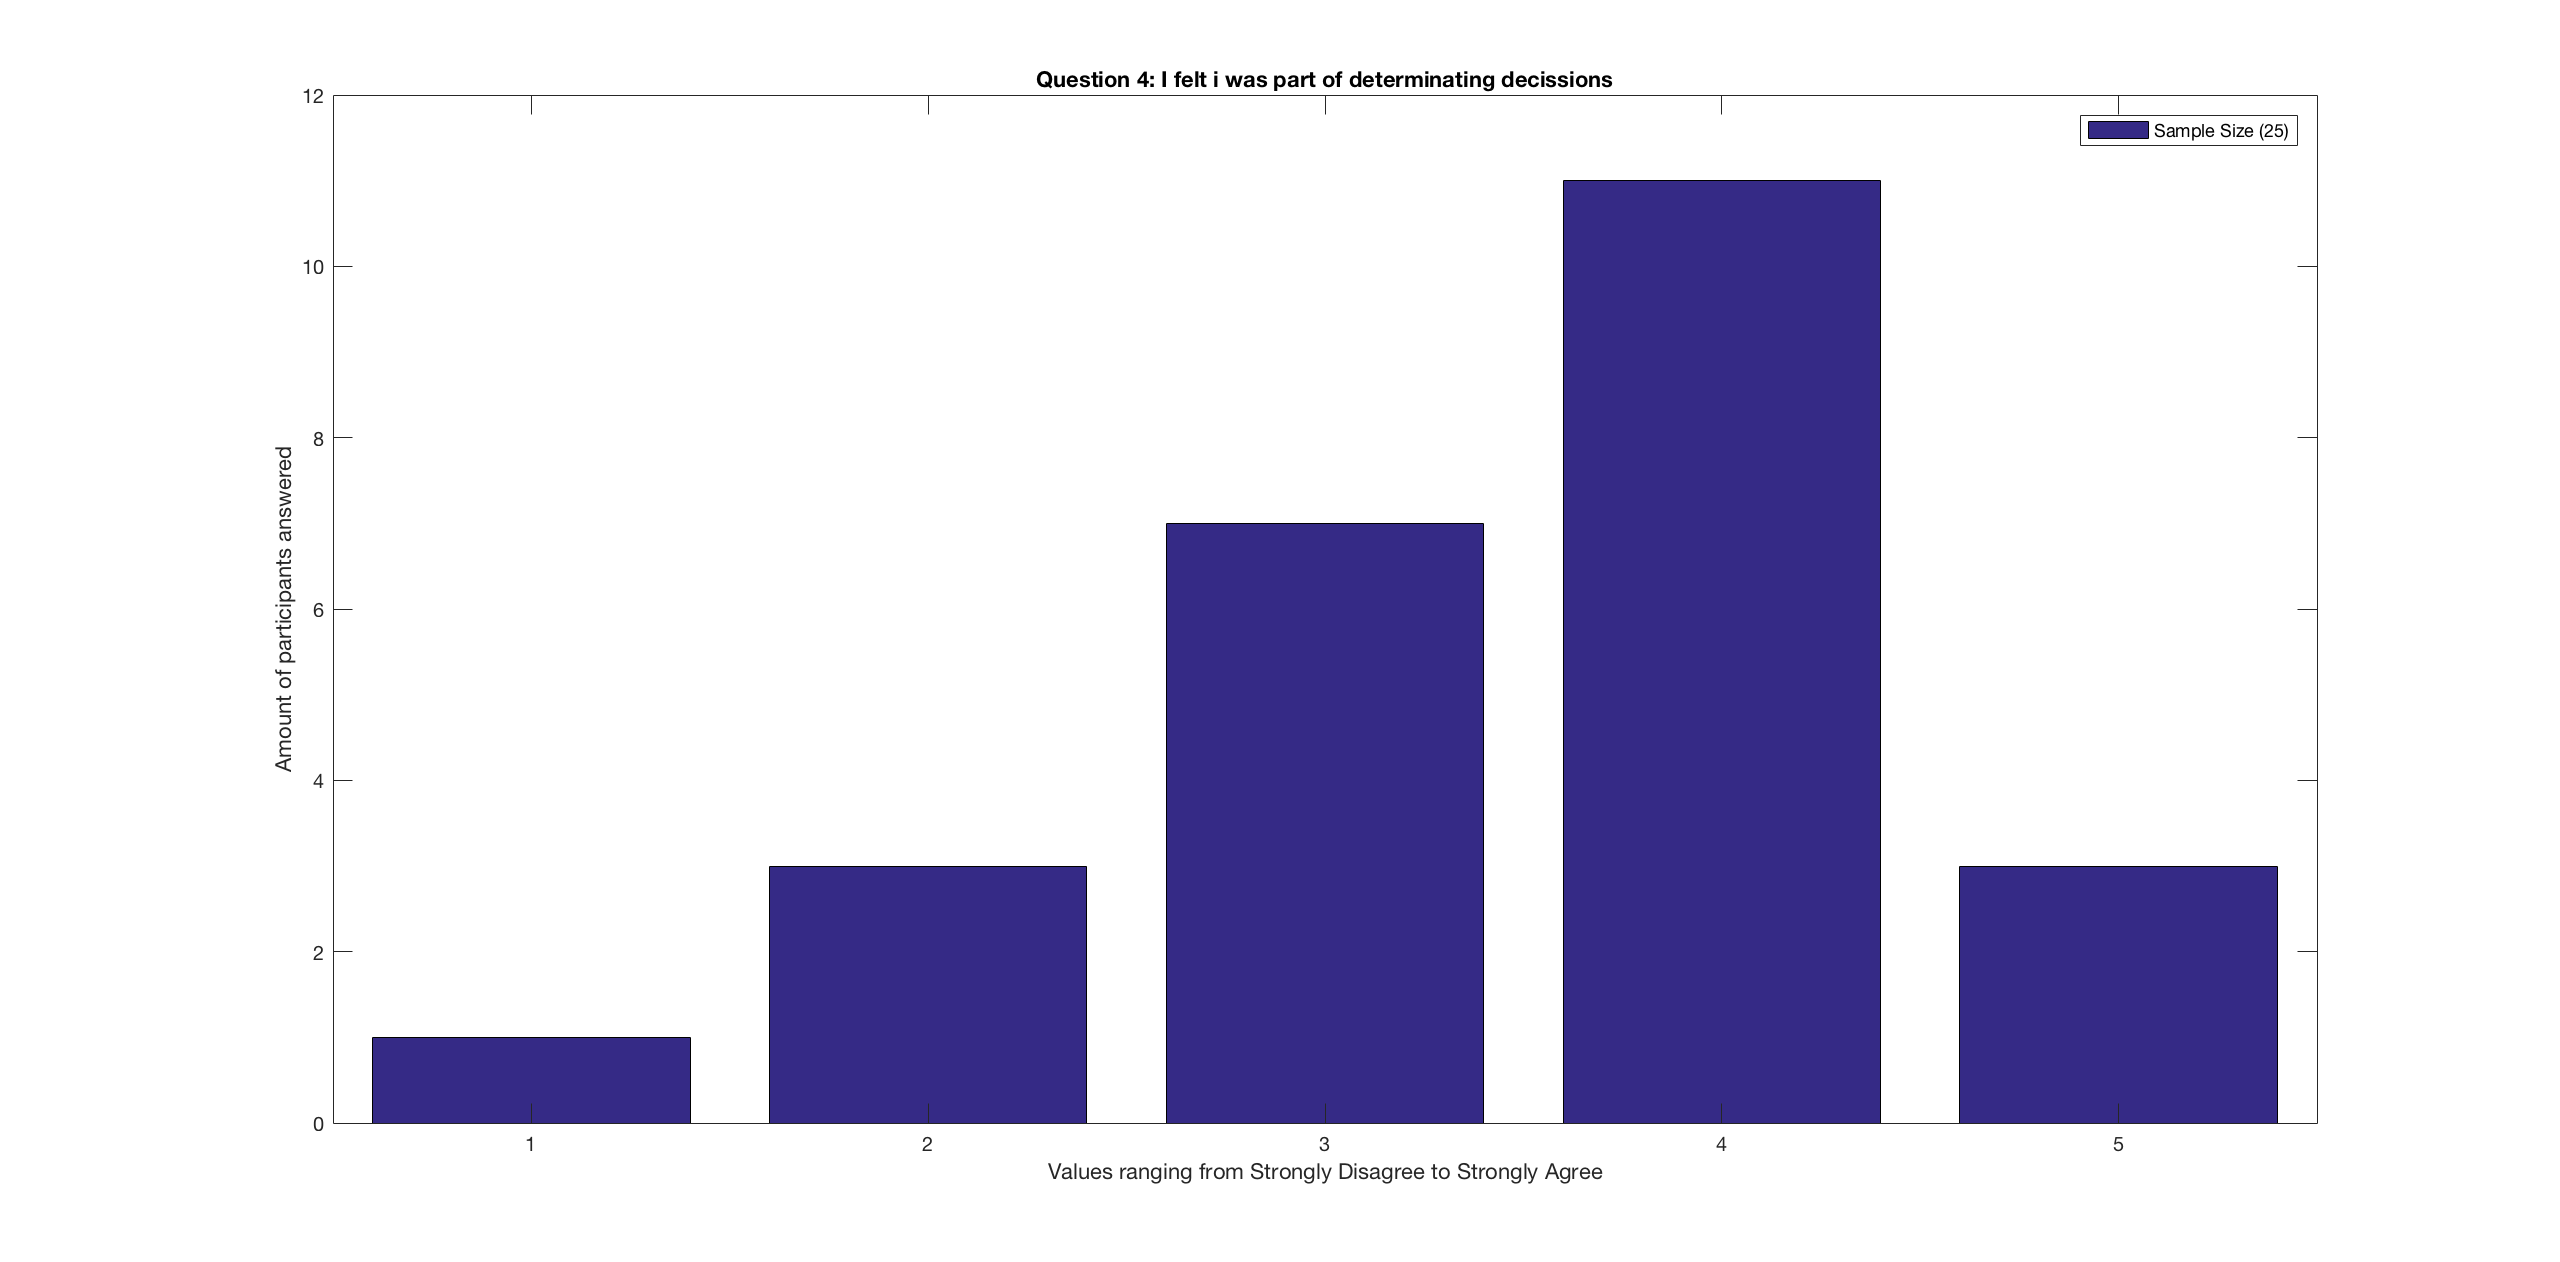 Question 4: I felt i was part of determinating decissions
Sample Size (25)
12
10
8
6
4
2
0
Amount of participants answered
1 2 3 4 5
Values ranging from Strongly Disagree to Strongly Agree